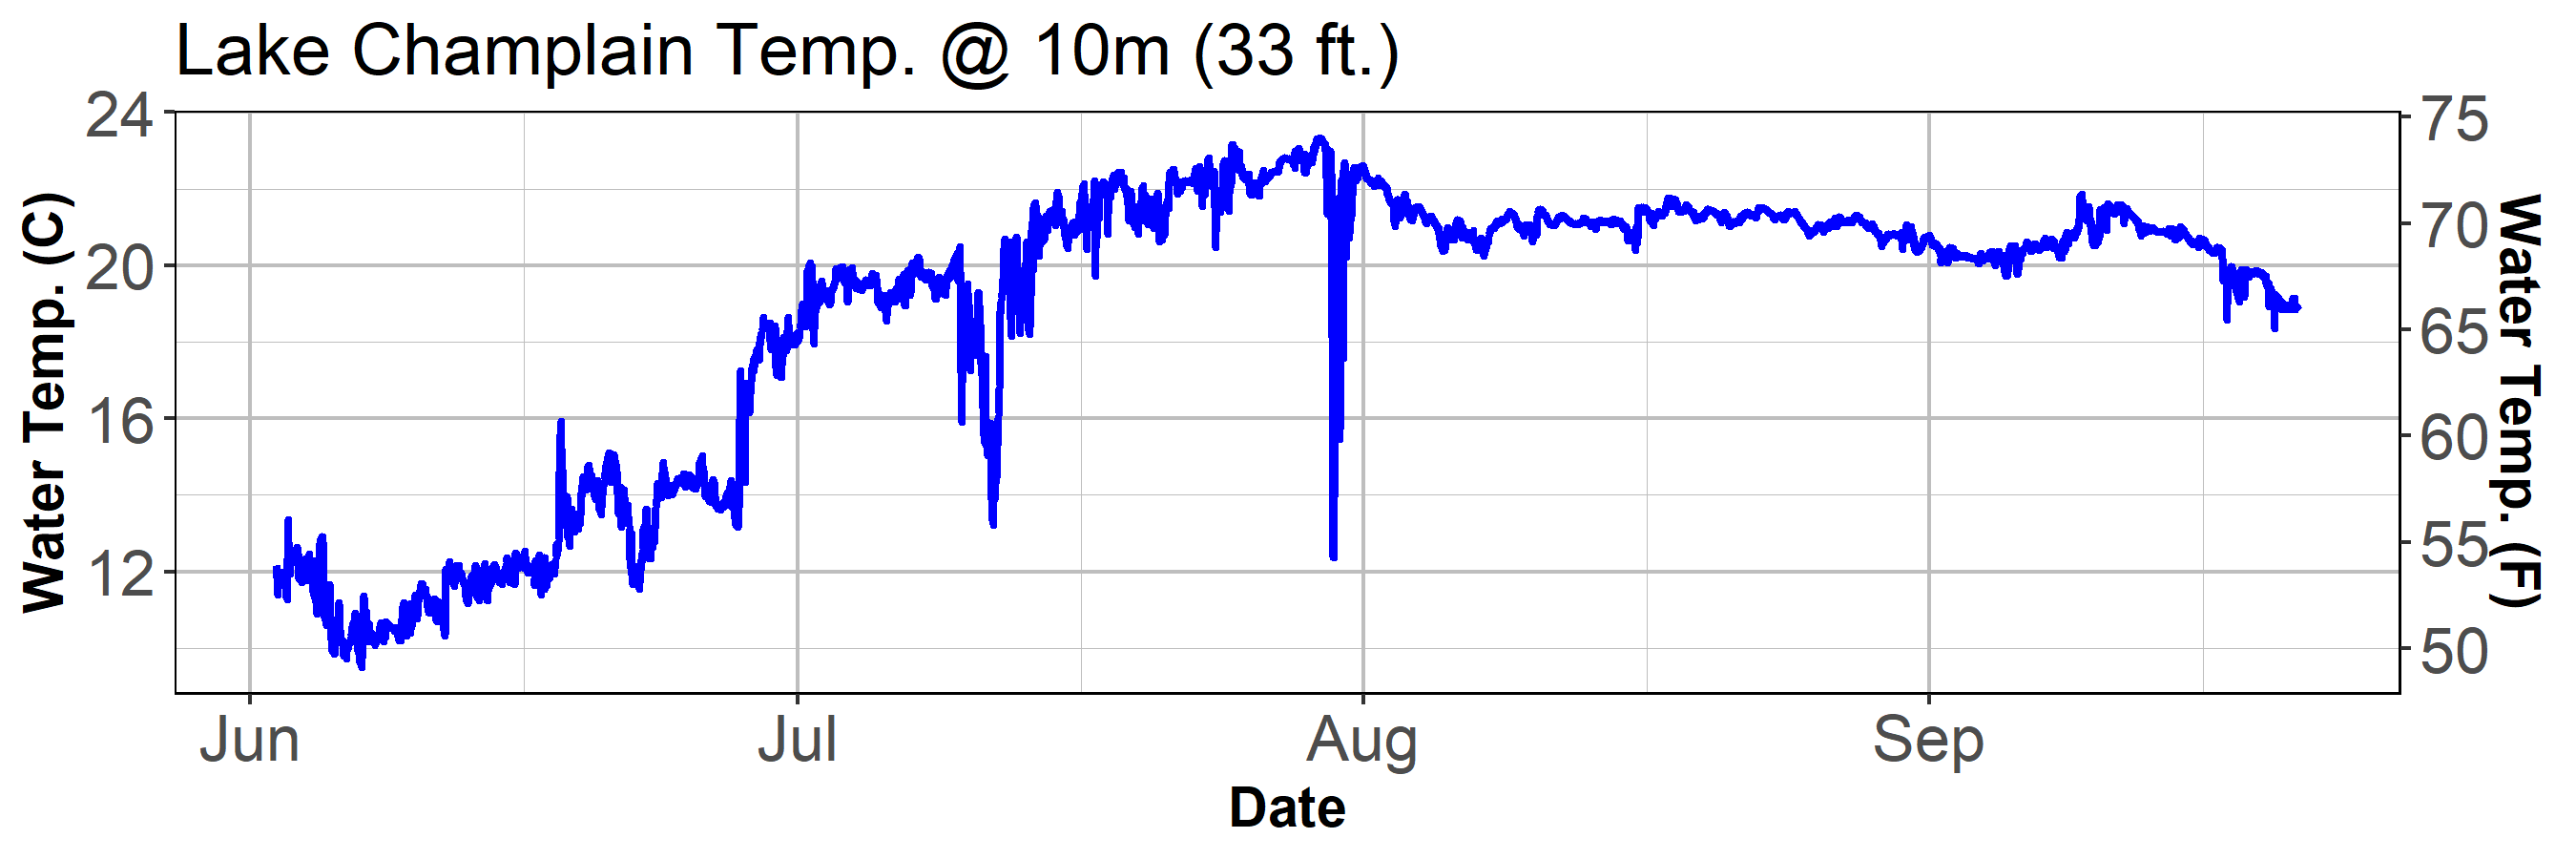 Lake Champlain Temp. @ 10m (33 ft.)
Water Temp. (C)
24
20
16
12
75
70
65
60
55
50
Water Temp. (F)
Jun Jul Aug Sep
Date